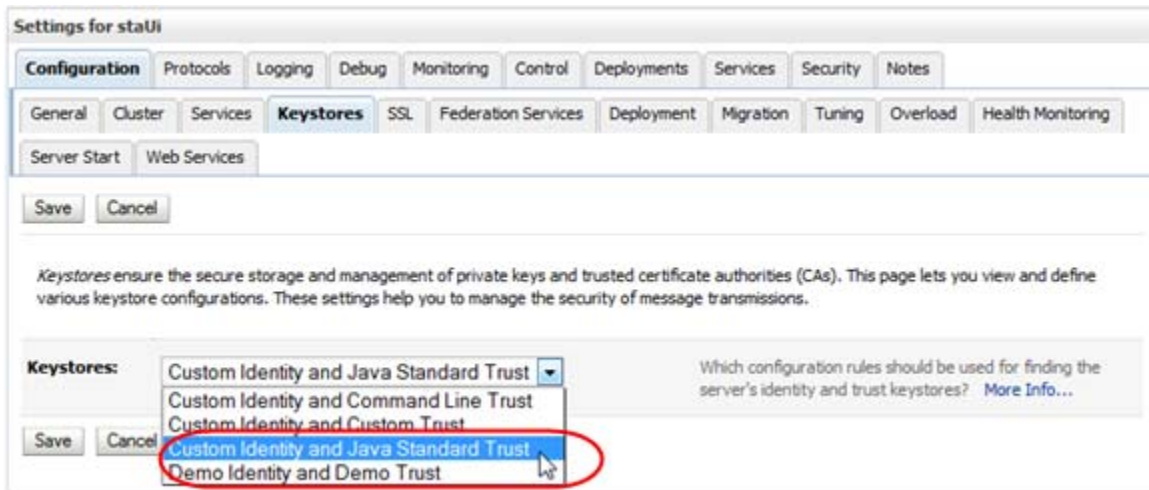 Settings for staUi
Configuration Protocols Logging Debug Monitoring Control Deployments Services Security Notes
General Cluster Services Keystores SSL Federation Services Deployment Migration Tuning Overload Health Monitoring
Server Start Web Services
Save Cancel
Keystores ensure the secure storage and management of private keys and trusted certificate authorities (CAs). This page lets you view and define
various keystore configurations. These settings help you to manage the security of message transmissions.
Keystores: Custom Identity and Java Standard Trust Which configuration rules should be used for finding the
server's identity and trust keystores? More Info...
Custom Identity and Command Line Trust
Custom Identity and Custom Trust
Save Cancel Custom Identity and Java Standard Trust
Demo Identity and Demo Trust